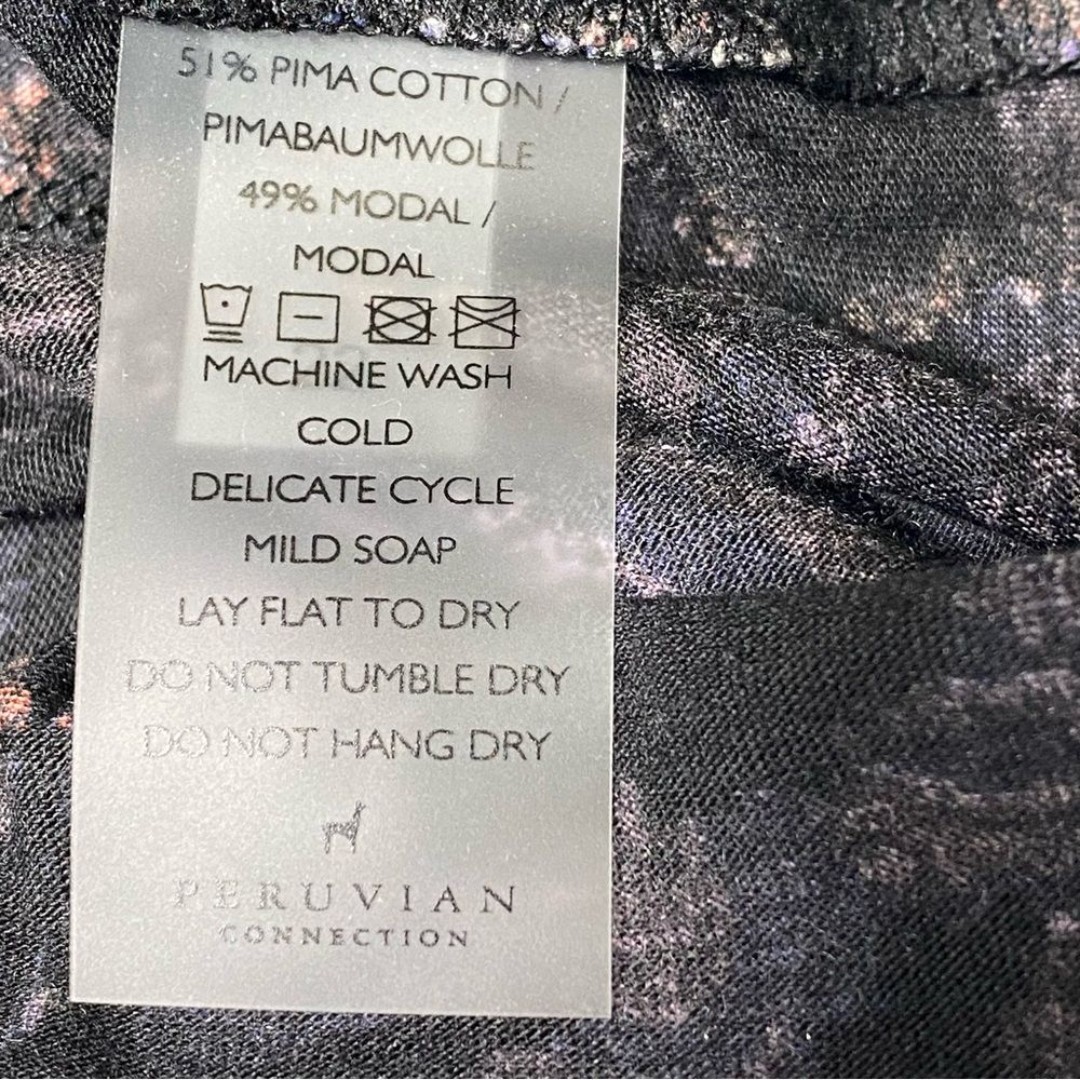 51% PIMA COTTON /
PIMABAUMWOLLE
49% MODAL /
MODAL
MACHINE WASH
COLD
DELICATE CYCLE
MILD SOAP
LAY FLAT TO DRY
DO NOT TUMBLE DRY
DO NOT HANG DRY
PERUVIAN
CONNECTION